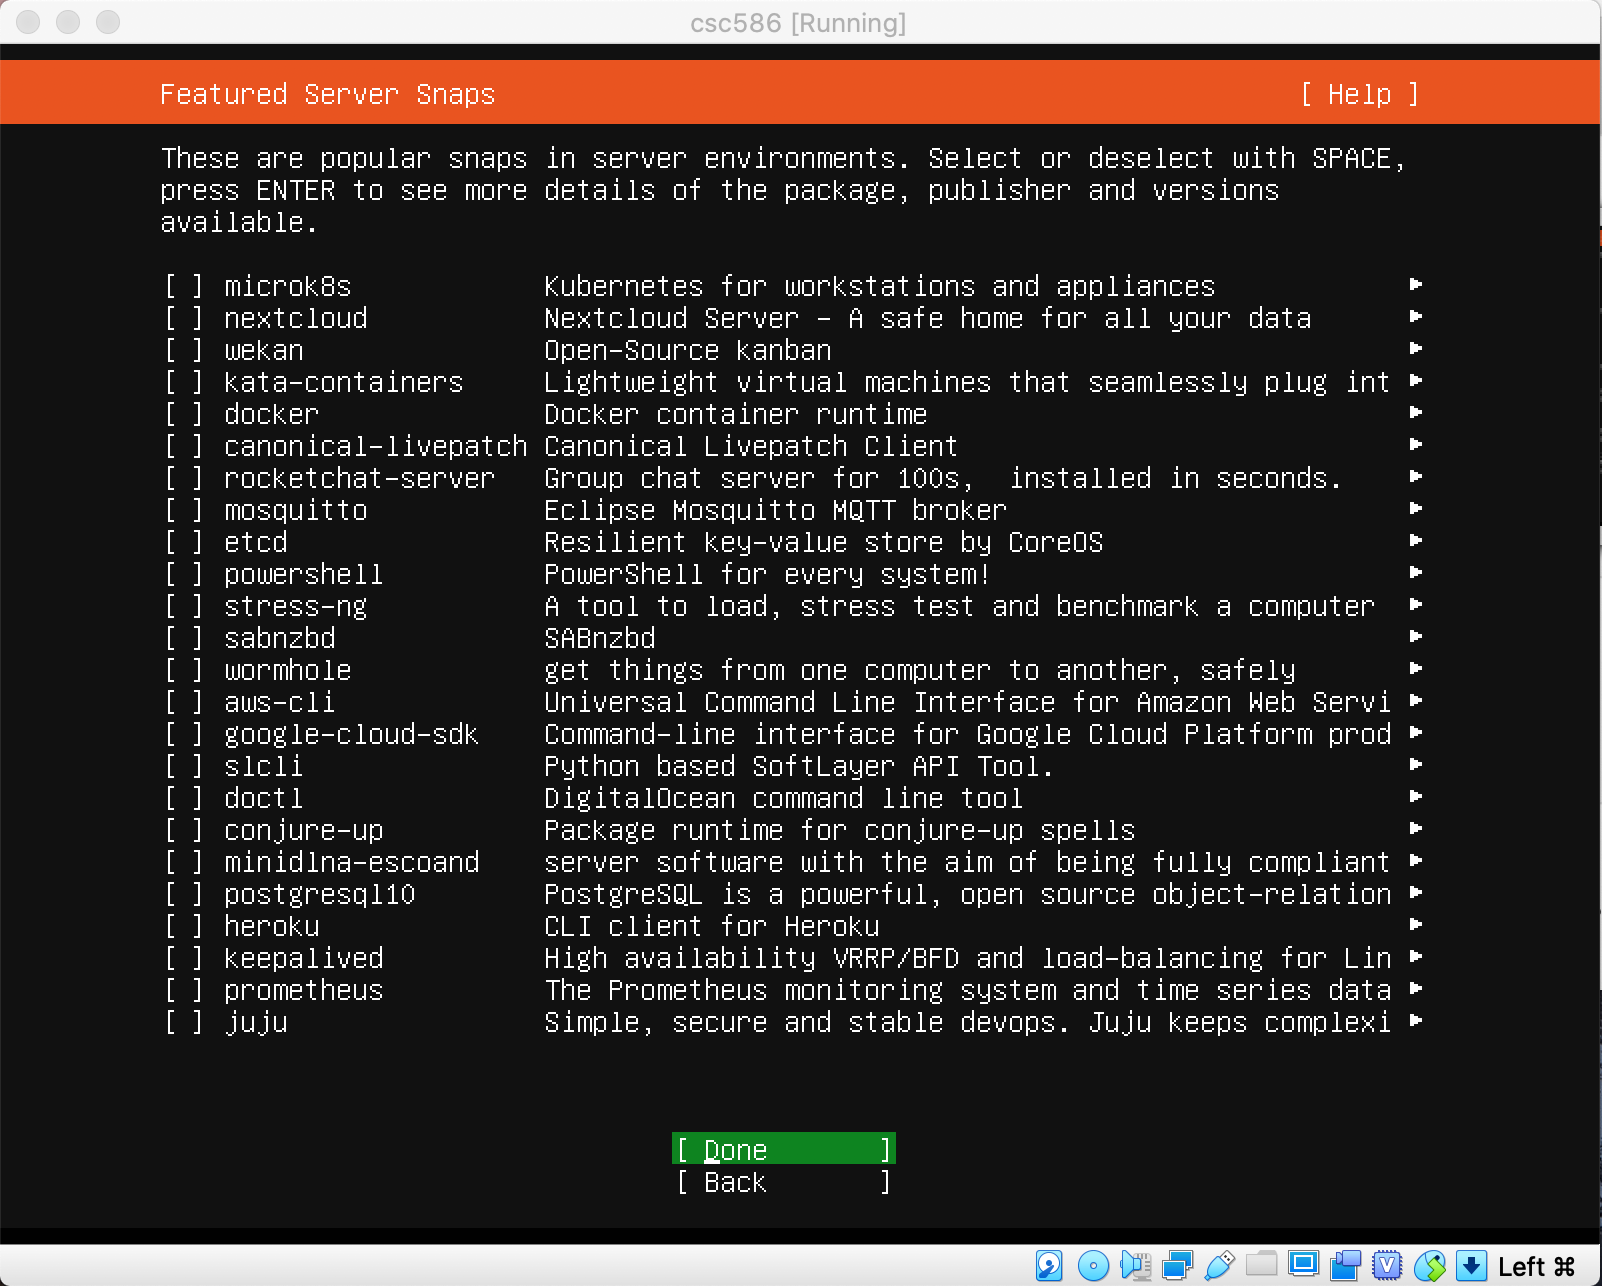 csc586 [Running]
Featured Server Snaps [ Help ]
These are popular snaps in server environments. Select or deselect with SPACE,
press ENTER to see more details of the package, publisher and versions
available.
[ ] microk8s Kubernetes for workstations and appliances ▸
[ ] nextcloud Nextcloud Server - A safe home for all your data ▸
[ ] wekan Open-Source kanban ▸
[ ] kata-containers Lightweight virtual machines that seamlessly plug int ▸
[ ] docker Docker container runtime ▸
[ ] canonical-livepatch Canonical Livepatch Client ▸
[ ] rocketchat-server Group chat server for 100s,  installed in seconds. ▸
[ ] mosquitto Eclipse Mosquitto MQTT broker ▸
[ ] etcd Resilient key-value store by CoreOS ▸
[ ] powershell PowerShell for every system! ▸
[ ] stress-ng A tool to load, stress test and benchmark a computer ▸
[ ] sabnzbd SABnzbd ▸
[ ] wormhole get things from one computer to another, safely ▸
[ ] aws-cli Universal Command Line Interface for Amazon Web Servi ▸
[ ] google-cloud-sdk Command-line interface for Google Cloud Platform prod ▸
[ ] slcli Python based SoftLayer API Tool. ▸
[ ] doctl DigitalOcean command line tool ▸
[ ] conjure-up Package runtime for conjure-up spells ▸
[ ] minidlna-escoand server software with the aim of being fully compliant ▸
[ ] postgresql10 PostgreSQL is a powerful, open source object-relation ▸
[ ] heroku CLI client for Heroku ▸
[ ] keepalived High availability VRRP/BFD and load-balancing for Lin ▸
[ ] prometheus The Prometheus monitoring system and time series data ▸
[ ] juju Simple, secure and stable devops. Juju keeps complexi ▸
[ Done ]
[ Back ]
Left ⌘